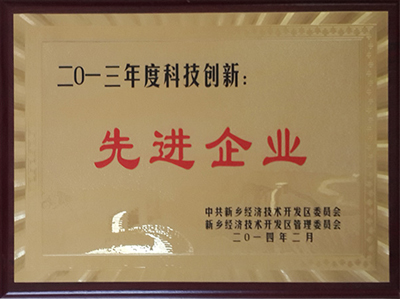 二〇一三年度科技创新:
先进企业
中共新乡经济技术开发区委员会
新乡经济技术开发区管理委员会
二〇一四年二月